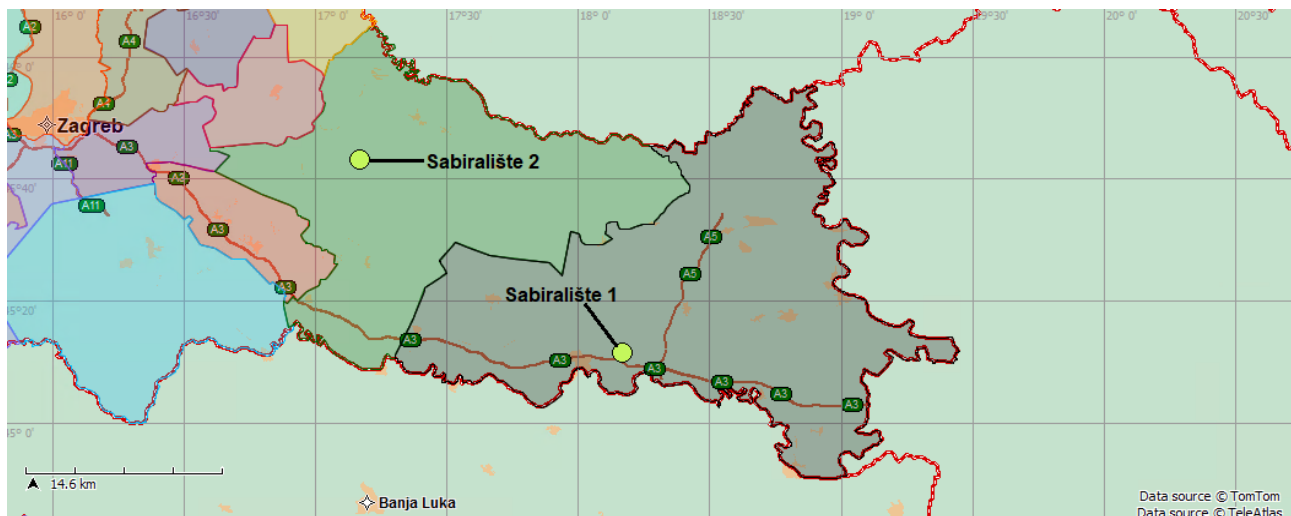 16° 0' 16°30' 17° 0' 17°30' 18° 0' 18°30' 19° 0' 19°30' 20° 0' 20°30'
A2
A4
A4
Zagreb
A3
A11
Sabiralište 2
45°40'
A3
A11
A3
A5
A5
A3
Sabiralište 1
A3
A3
A3
A3
A3
A3
14.6 km
Banja Luka
Data source © TomTom
Data source © TeleAtlas